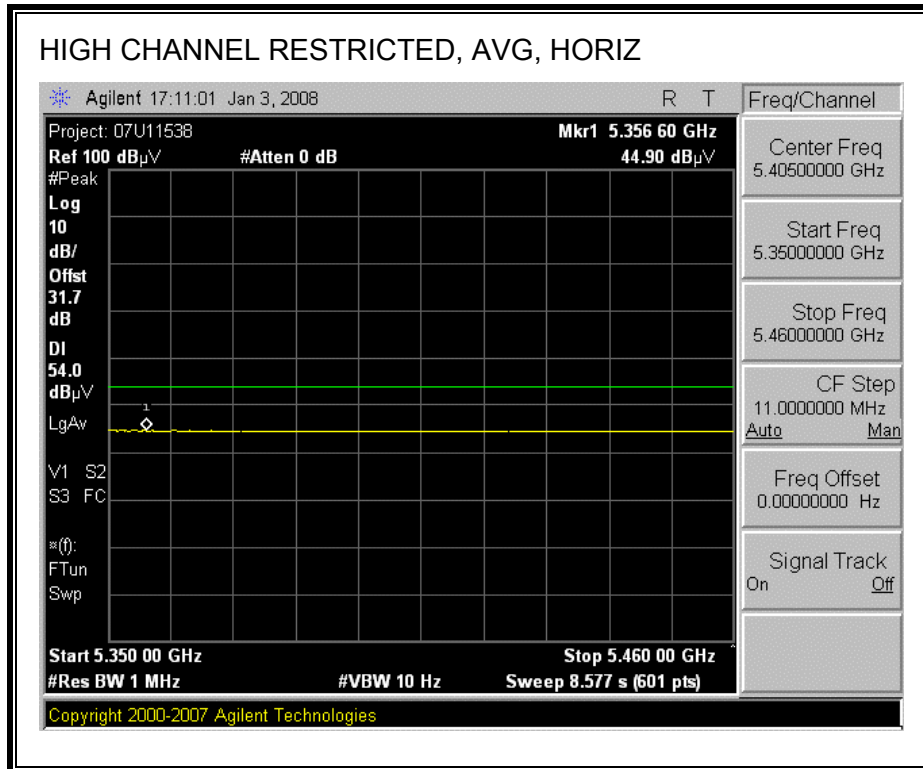 HIGH CHANNEL RESTRICTED, AVG, HORIZ
Agilent 17:11:01 Jan 3, 2008 R T
Freq/Channel
Project: 07U11538 Mkr1 5.356 60 GHz
Ref 100 dBµV #Atten 0 dB 44.90 dBµV
#Peak
Log
10
dB/
Offst
31.7
dB
DI
54.0
dBµV
LgAv
1
V1 S2
S3 FC
¤(f):
FTun
Swp
Start 5.350 00 GHz Stop 5.460 00 GHz
#Res BW 1 MHz #VBW 10 Hz Sweep 8.577 s (601 pts)
Copyright 2000-2007 Agilent Technologies
Center Freq
5.40500000 GHz
Start Freq
5.35000000 GHz
Stop Freq
5.46000000 GHz
CF Step
11.0000000 MHz
Auto Man
Freq Offset
0.00000000 Hz
Signal Track
On Off